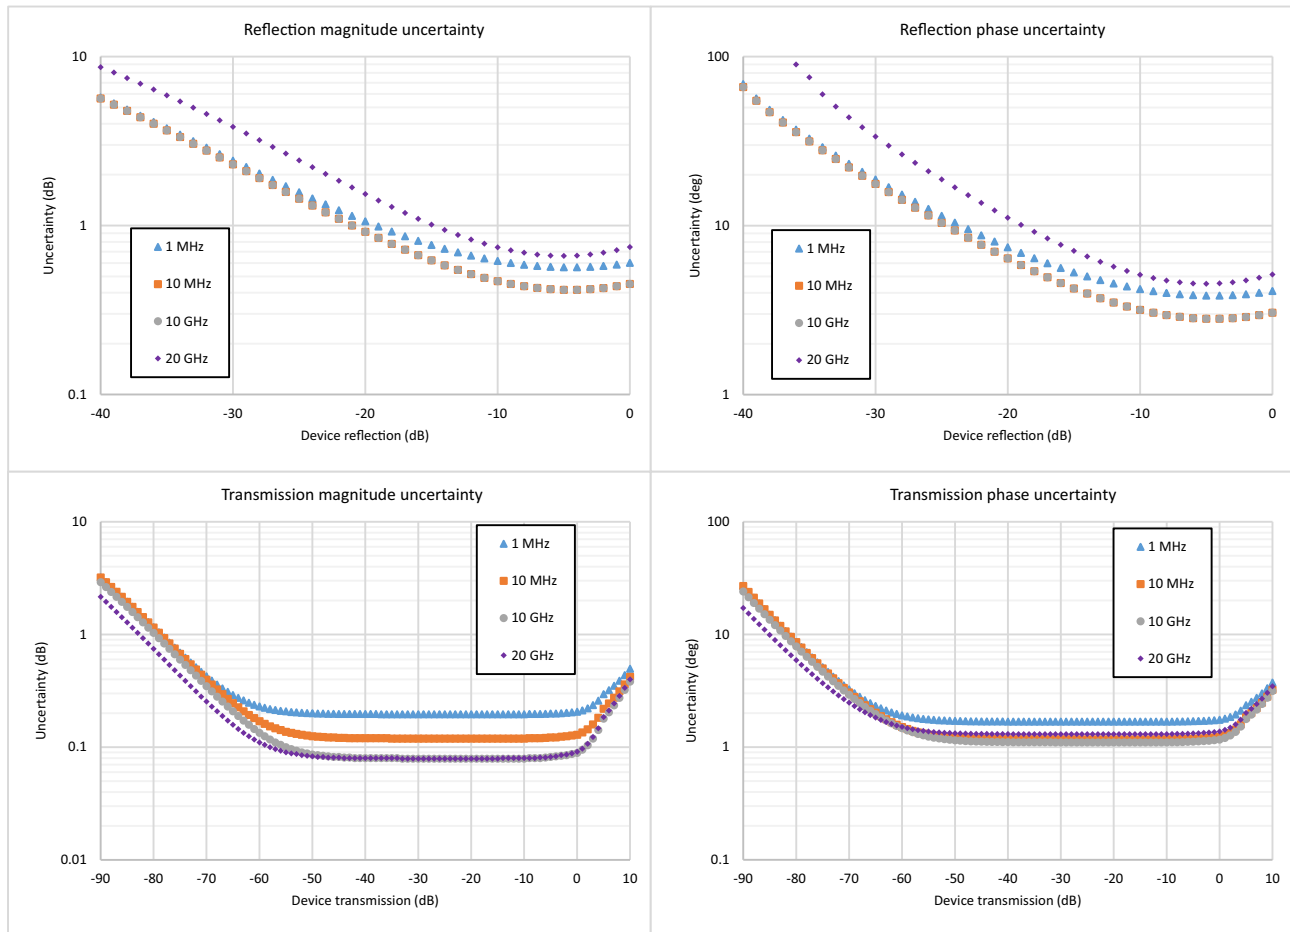 Reflection magnitude uncertainty
10
1
0.1
Uncertainty (dB)
1 MHz
10 MHz
10 GHz
20 GHz
-40 -30 -20 -10 0
Device reflection (dB)
Reflection phase uncertainty
100
10
1
Uncertainty (deg)
1 MHz
10 MHz
10 GHz
20 GHz
-40 -30 -20 -10 0
Device reflection (dB)
Transmission magnitude uncertainty
10
1
0.1
0.01
Uncertainty (dB)
1 MHz
10 MHz
10 GHz
20 GHz
-90 -80 -70 -60 -50 -40 -30 -20 -10 0 10
Device transmission (dB)
Transmission phase uncertainty
100
10
1
0.1
Uncertainty (deg)
1 MHz
10 MHz
10 GHz
20 GHz
-90 -80 -70 -60 -50 -40 -30 -20 -10 0 10
Device transmission (dB)